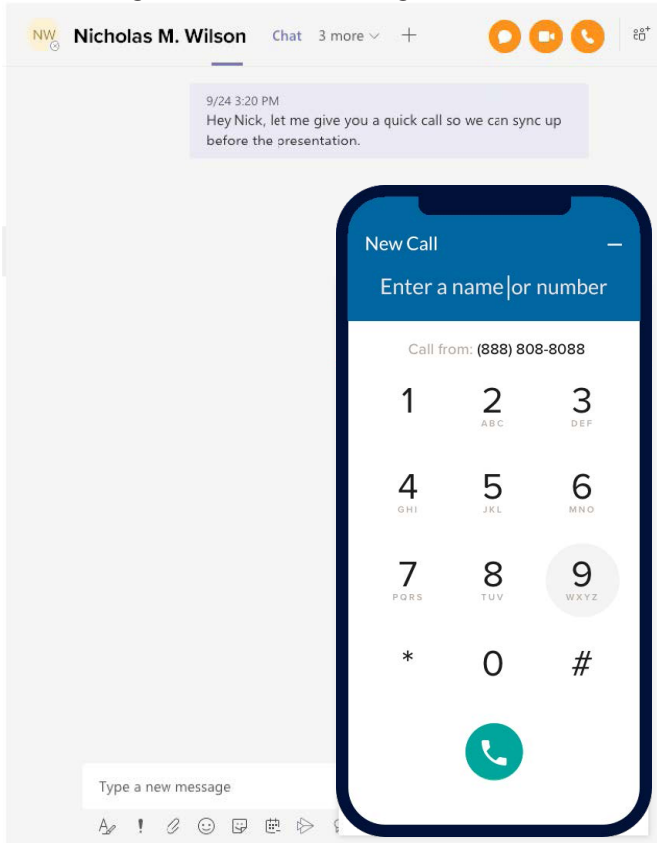 NW Nicholas M. Wilson Chat 3 more +
9/24 3:20 PM
Hey Nick, let me give you a quick call so we can sync up
before the presentation.
New Call
Enter a name or number
Call from: (888) 808-8088
1 2 3
ABC DEF
4 5 6
GHI JKL MNO
7 8 9
PQRS TUV WXYZ
* 0 #
Type a new message